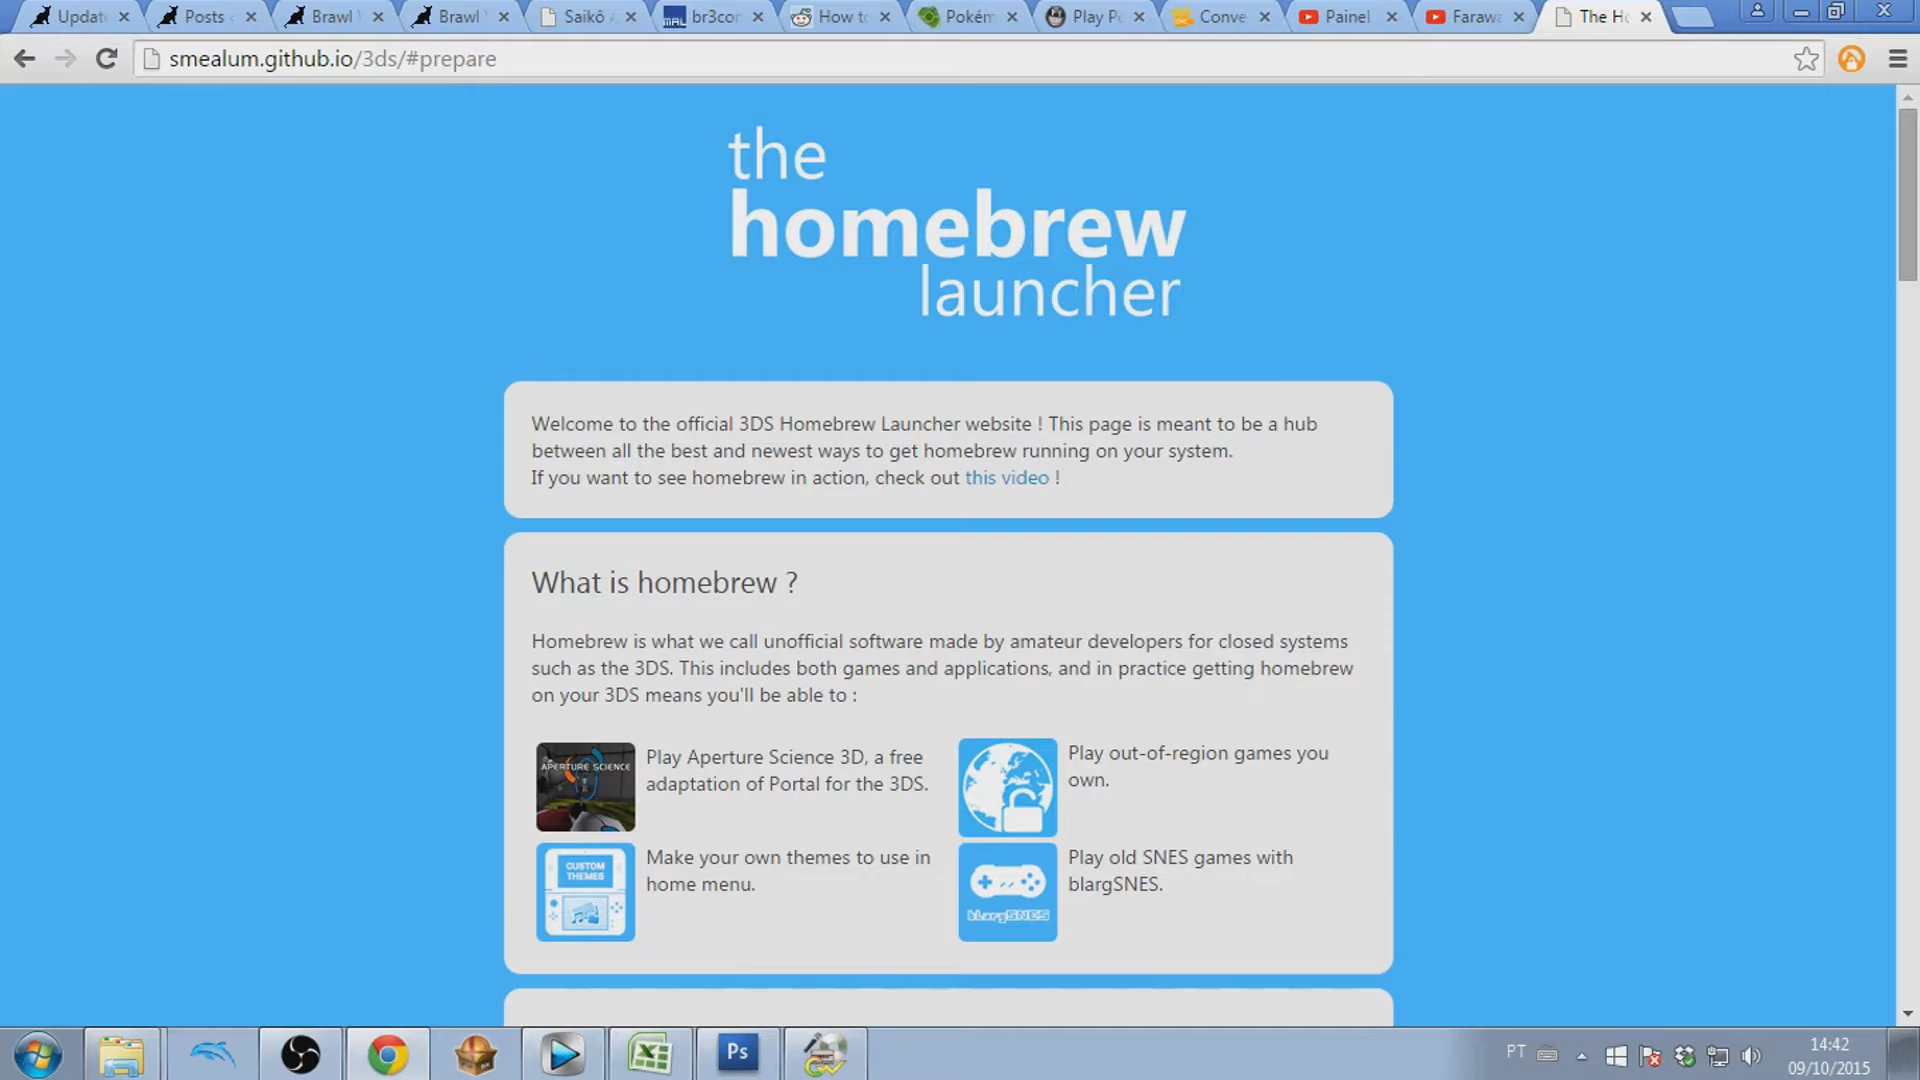 Update
Posts
Brawl
Brawl
Saikô
br3cor
How to
Pokém
Play Po
Conve
Painel
Farawa
The Ho
smealum.github.io/3ds/#prepare
the
homebrew
launcher
Welcome to the official 3DS Homebrew Launcher website ! This page is meant to be a hub
between all the best and newest ways to get homebrew running on your system.
If you want to see homebrew in action, check out this video !
What is homebrew ?
Homebrew is what we call unofficial software made by amateur developers for closed systems
such as the 3DS. This includes both games and applications, and in practice getting homebrew
on your 3DS means you'll be able to :
APERTURE SCIENCE
Play Aperture Science 3D, a free
adaptation of Portal for the 3DS.
Play out-of-region games you
own.
CUSTOM
THEMES
Make your own themes to use in
home menu.
blargSNES
Play old SNES games with
blargSNES.
Ps
PT
14:42
09/10/2015